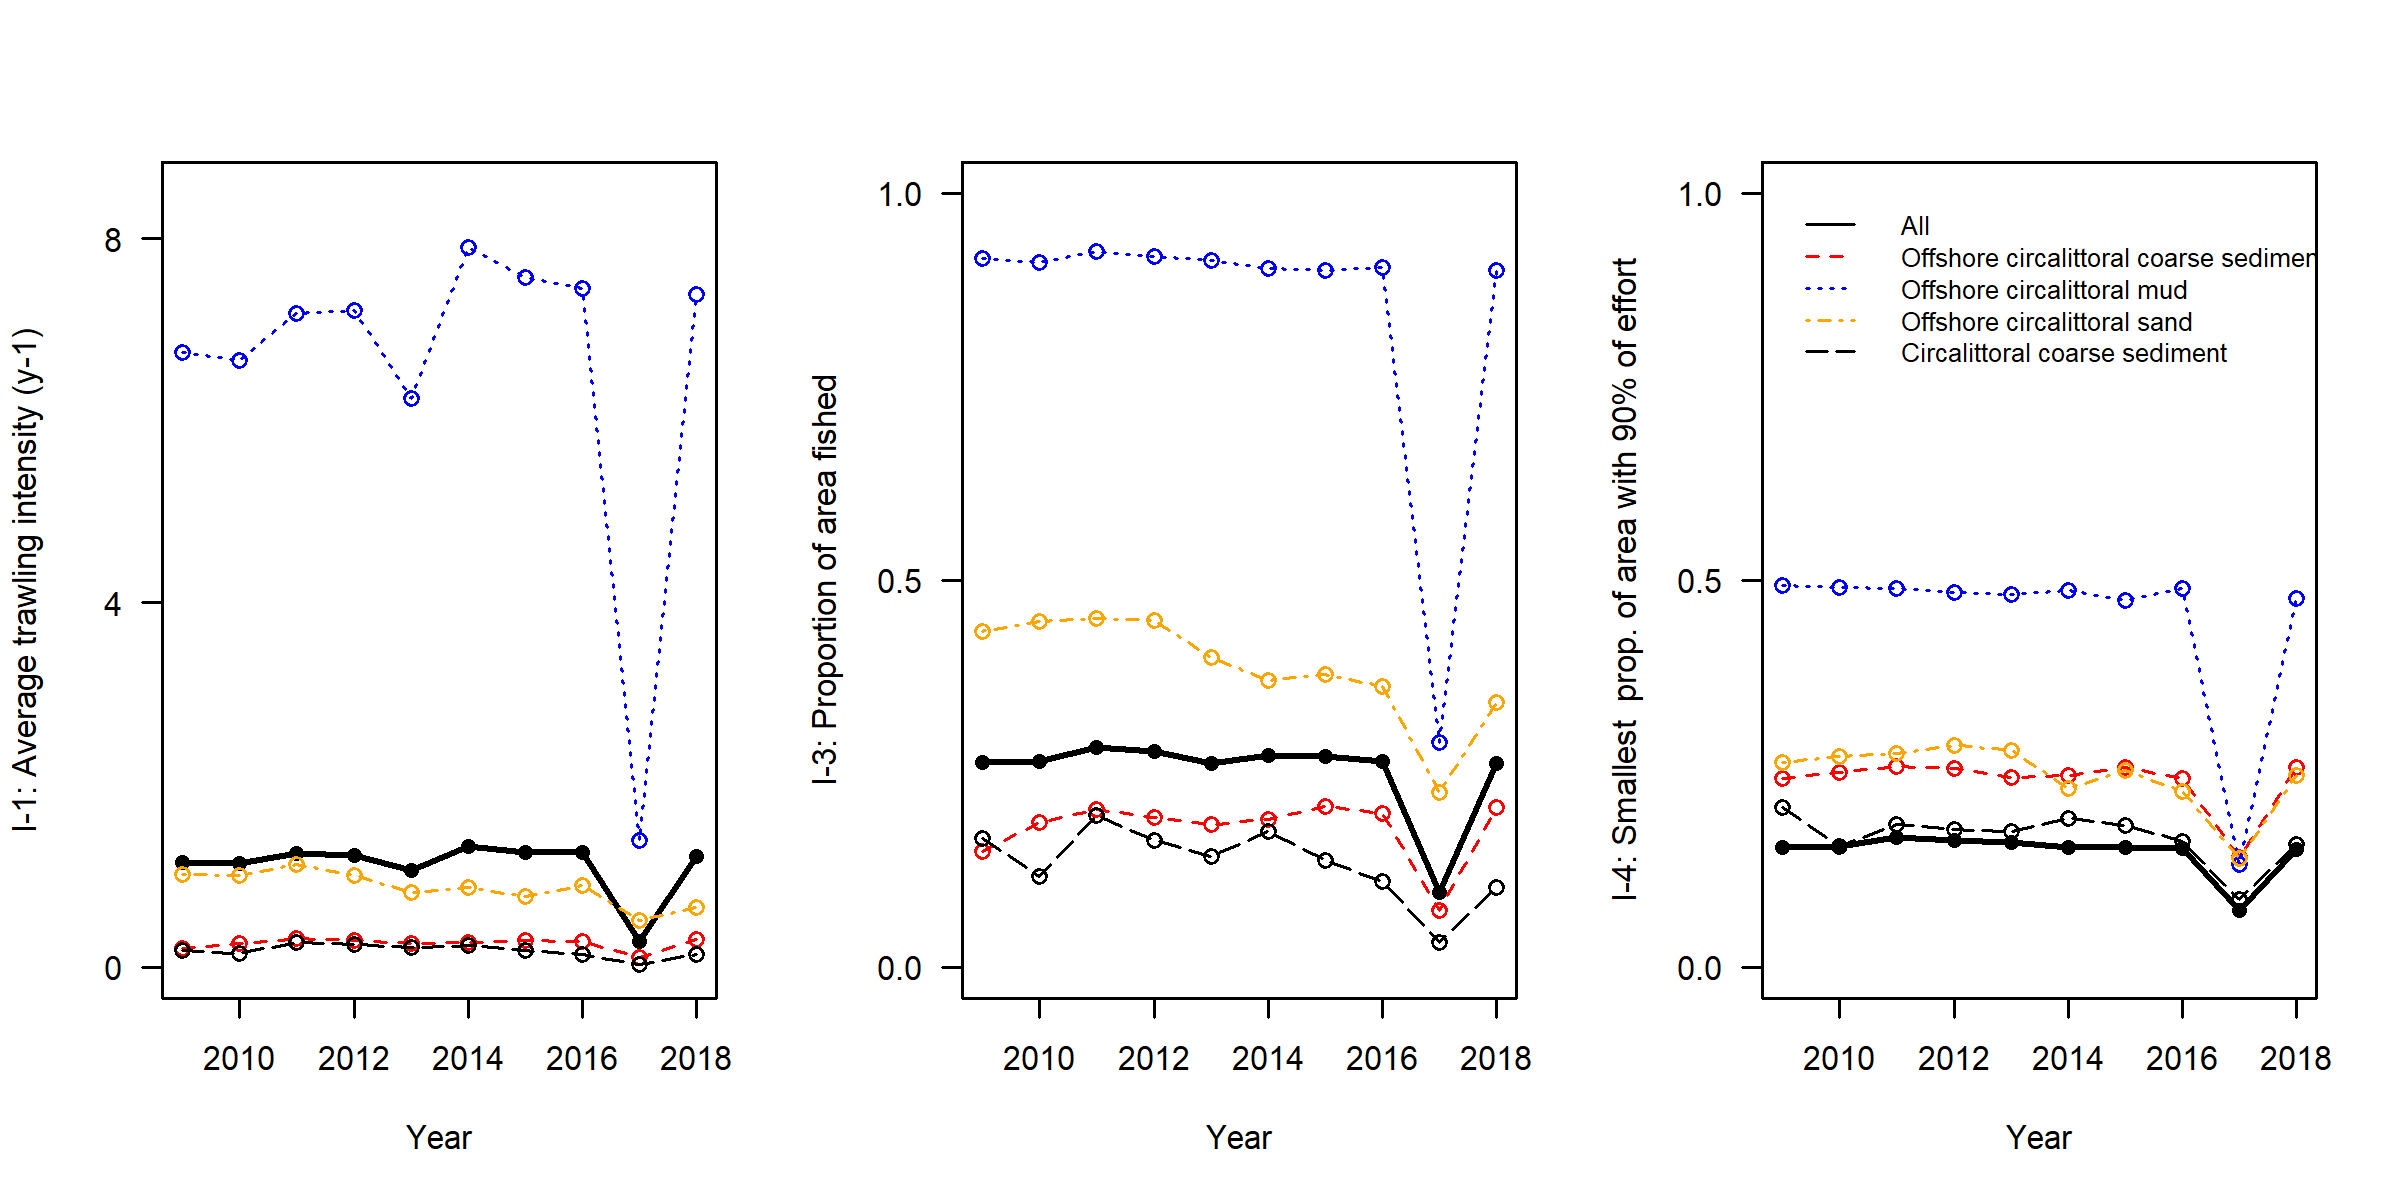 I-1: Average trawling intensity (y-1)
8
4
0
2010 2012 2014 2016 2018
Year
I-3: Proportion of area fished
1.0
0.5
0.0
2010 2012 2014 2016 2018
Year
I-4: Smallest  prop. of area with 90% of effort
1.0
0.5
0.0
All
Offshore circalittoral coarse sedimen
Offshore circalittoral mud
Offshore circalittoral sand
Circalittoral coarse sediment
2010 2012 2014 2016 2018
Year